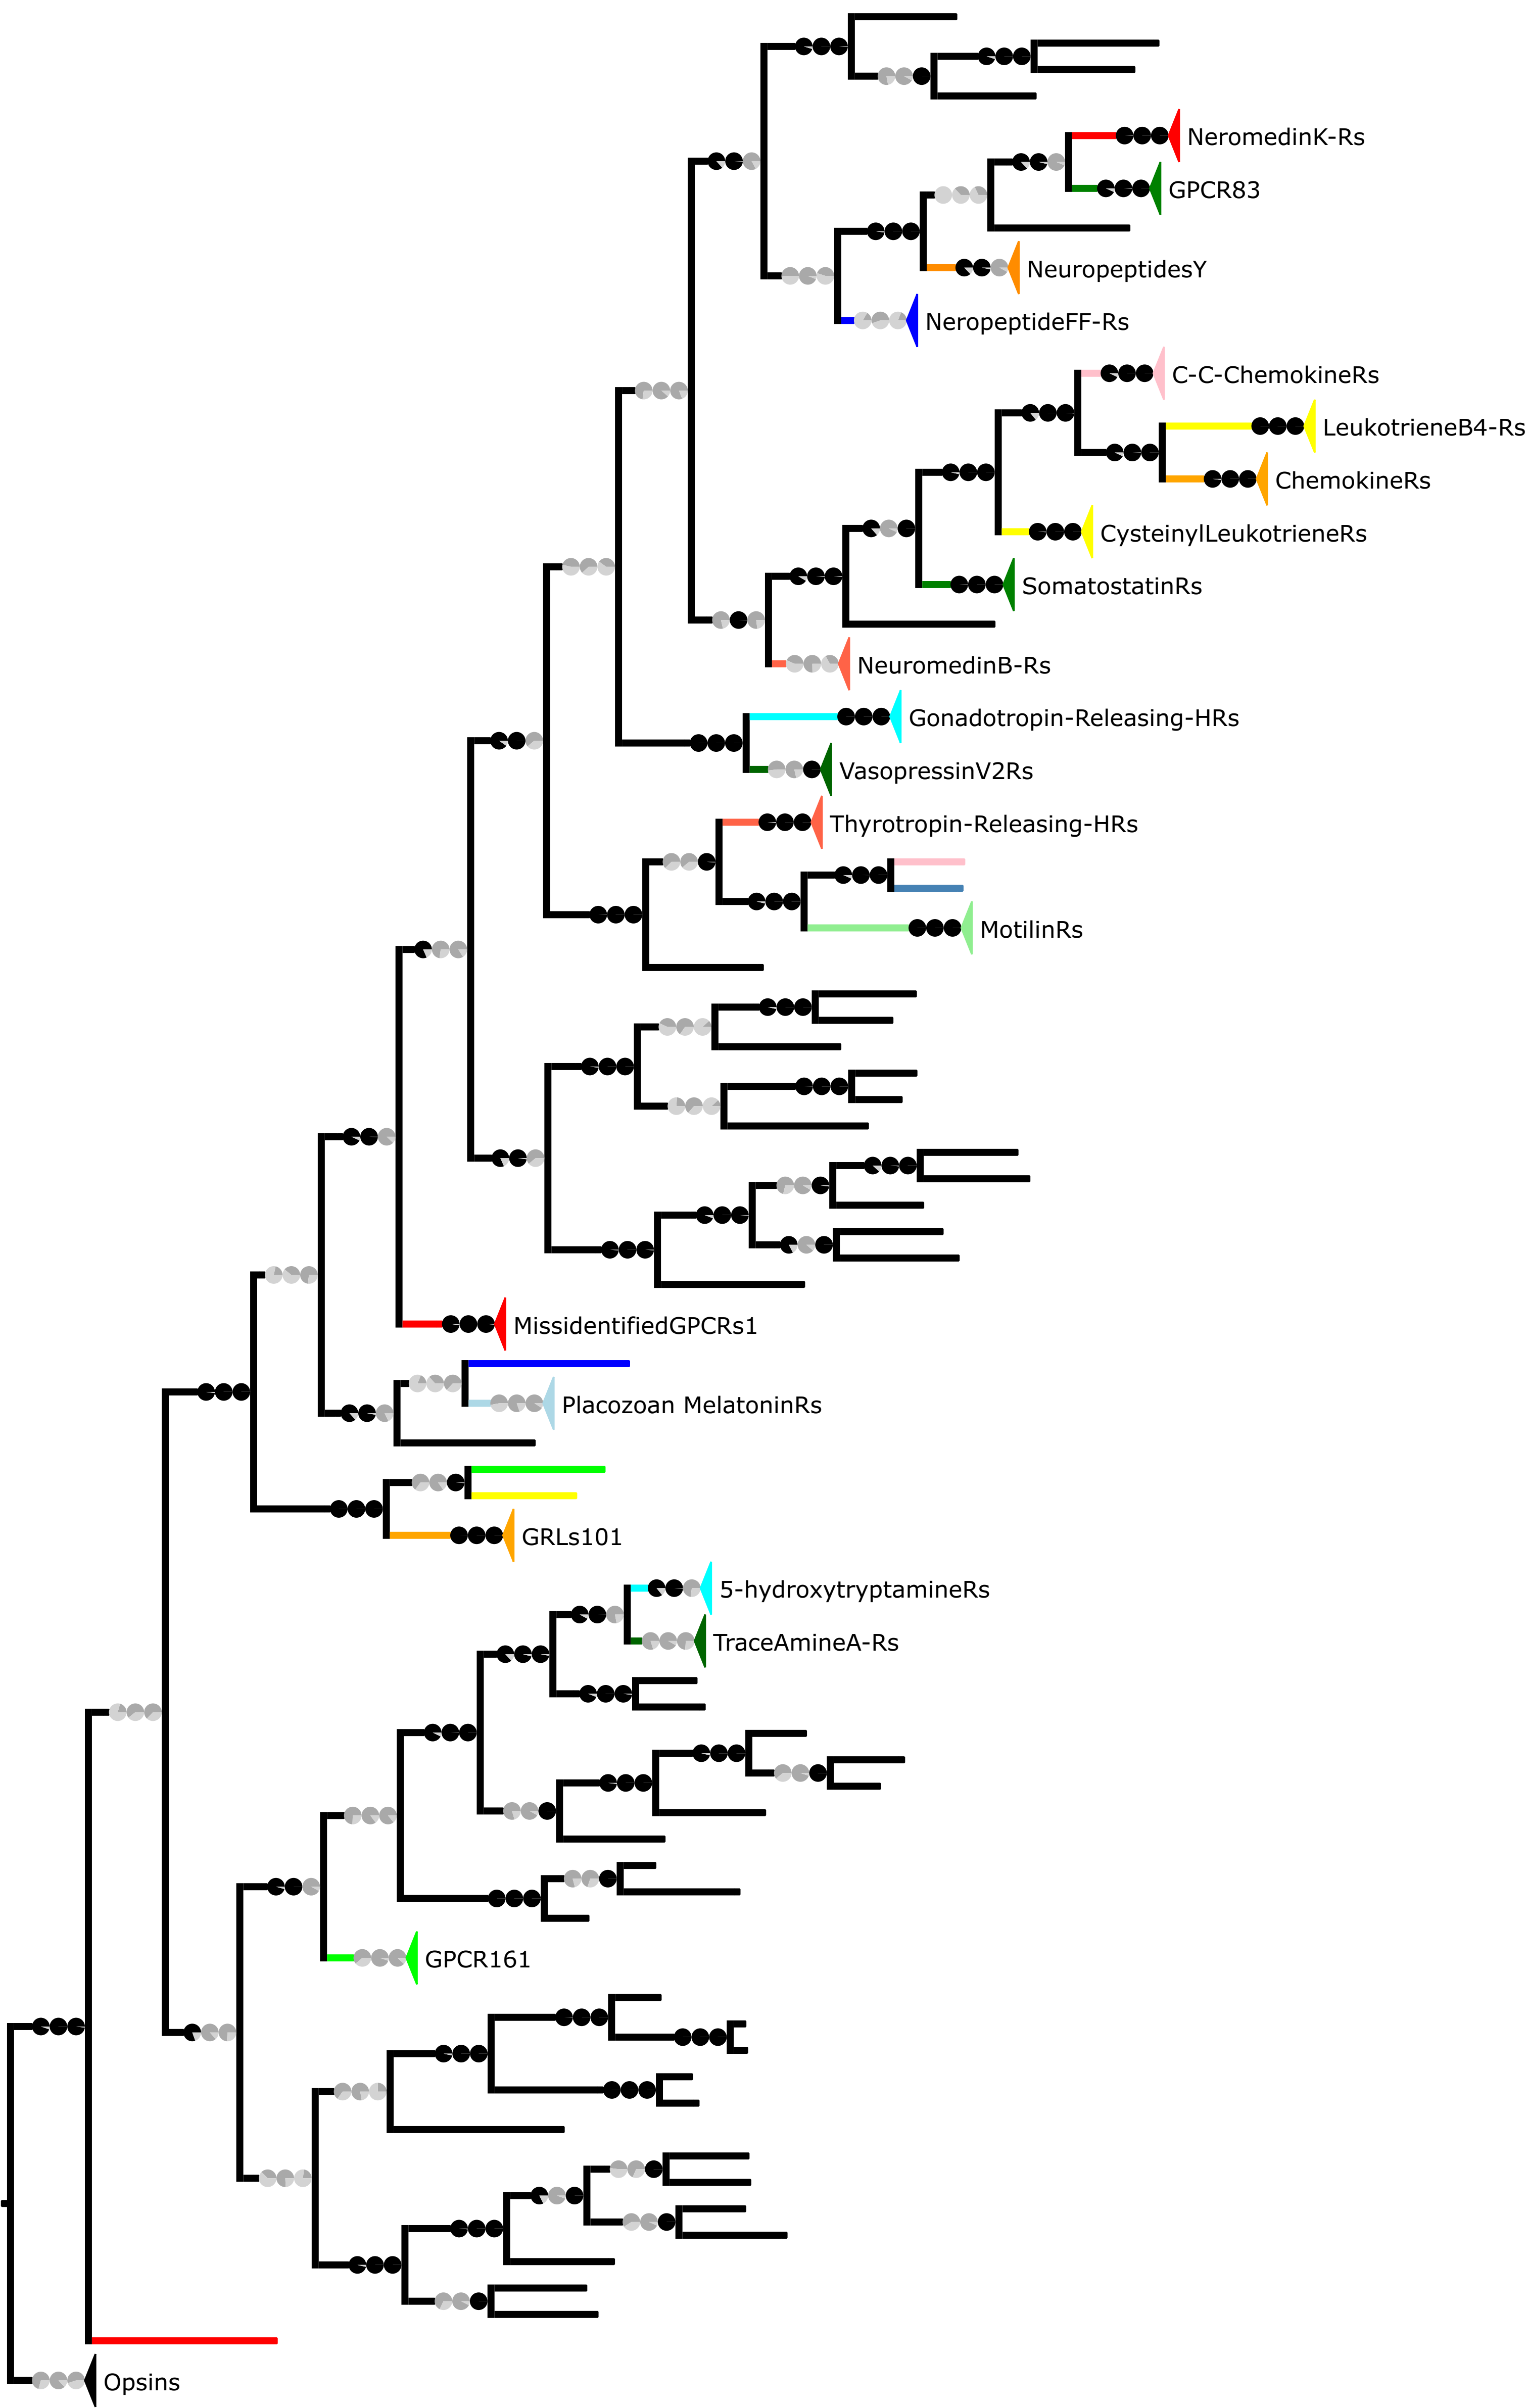 NeromedinK-Rs
GPCR83
NeuropeptidesY
NeropeptideFF-Rs
C-C-ChemokineRs
LeukotrieneB4-Rs
ChemokineRs
CysteinylLeukotrieneRs
SomatostatinRs
NeuromedinB-Rs
Gonadotropin-Releasing-HRs
VasopressinV2Rs
Thyrotropin-Releasing-HRs
MotilinRs
MissidentifiedGPCRs1
Placozoan MelatoninRs
GRLs101
5-hydroxytryptamineRs
TraceAmineA-Rs
GPCR161
Opsins